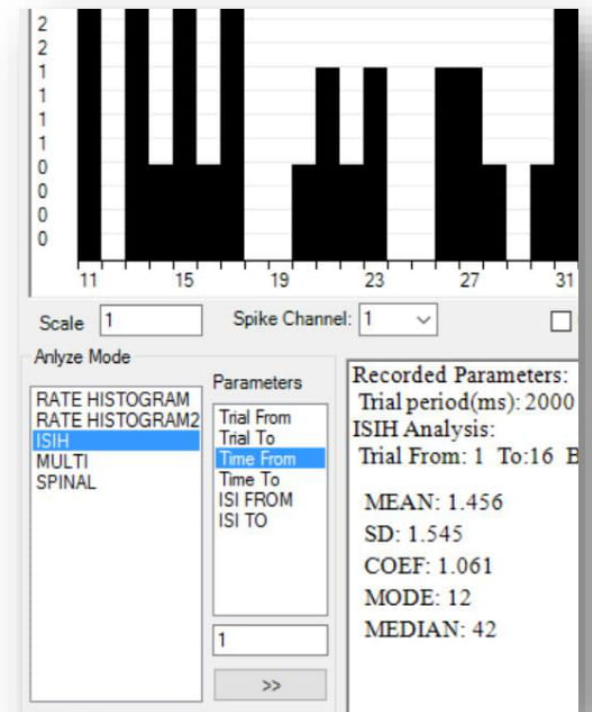 2
2
1
1
1
1
0
0
0
0
11 15 19 23 27 31
Scale 1 Spike Channel: 1
Anlyze Mode
RATE HISTOGRAM
RATE HISTOGRAM2
ISIH
MULTI
SPINAL
Parameters
Trial From
Trial To
Time From
Time To
ISI FROM
ISI TO
1
>>
Recorded Parameters:
Trial period(ms): 2000
ISIH Analysis:
Trial From: 1 To:16 B
MEAN: 1.456
SD: 1.545
COEF: 1.061
MODE: 12
MEDIAN: 42